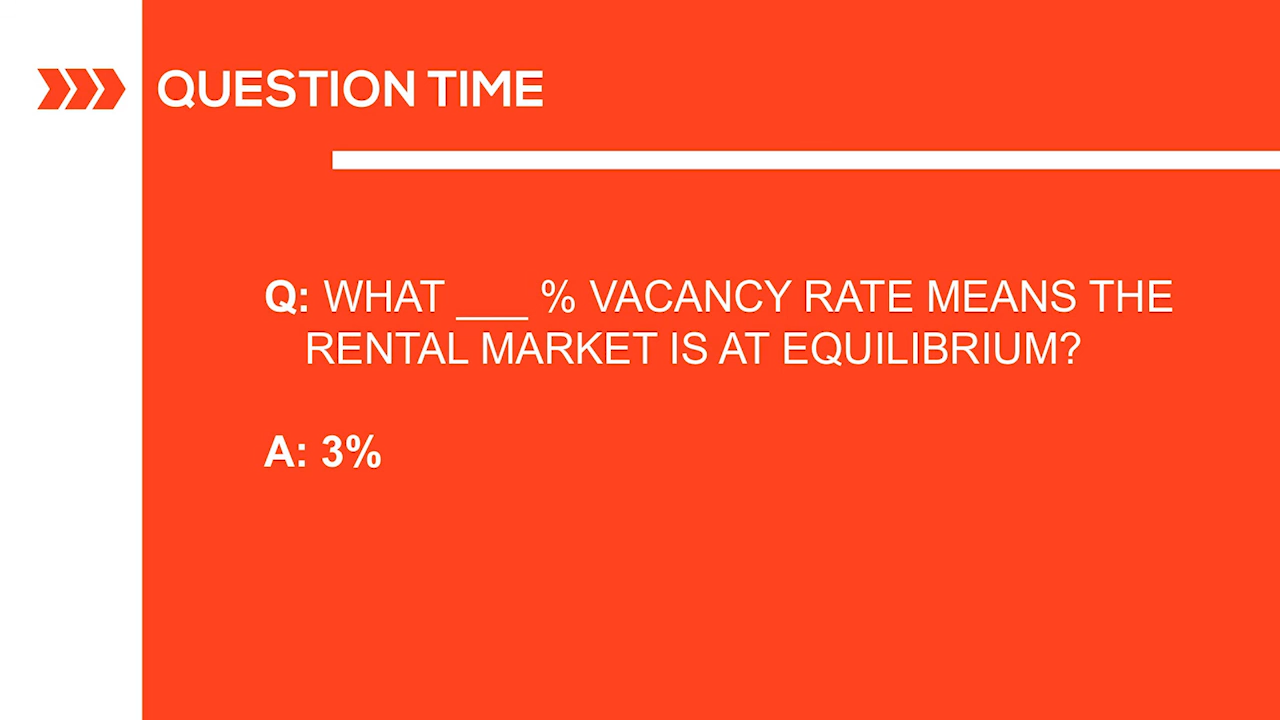 QUESTION TIME
Q: WHAT ___ % VACANCY RATE MEANS THE
RENTAL MARKET IS AT EQUILIBRIUM?
A: 3%